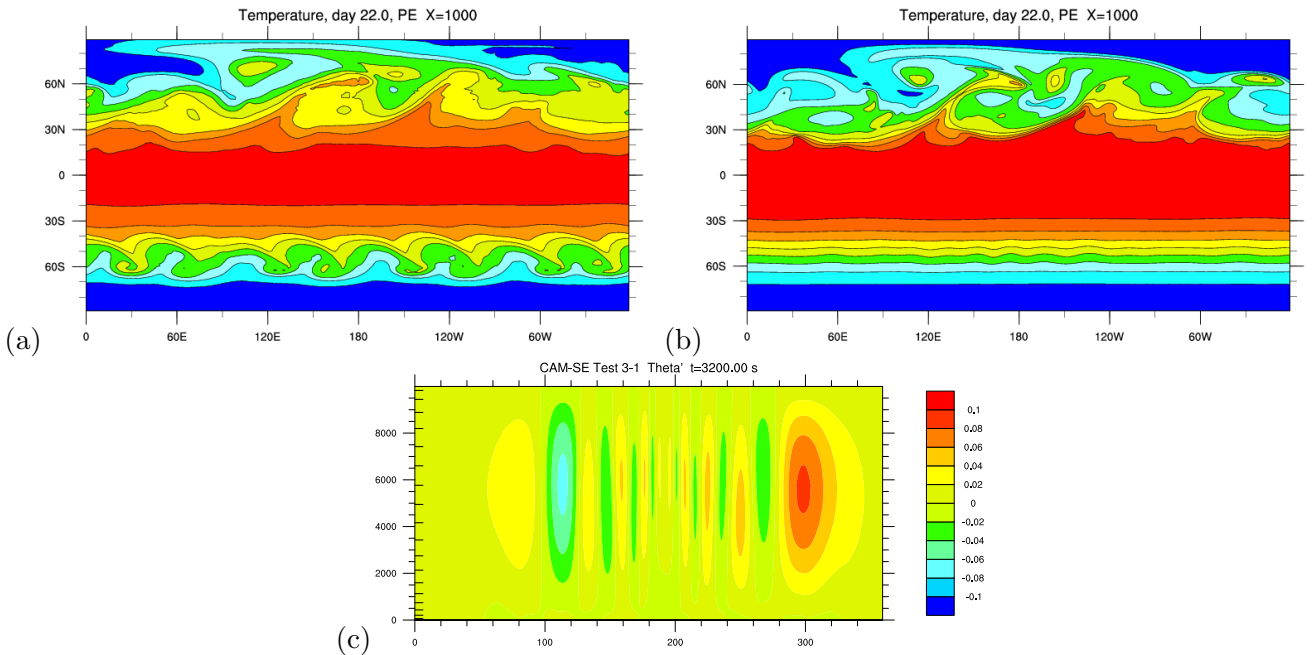 Temperature, day 22.0, PE X=1000
60N
30N
0
30S
60S
0 60E 120E 180 120W 60W
(a)
Temperature, day 22.0, PE X=1000
60N
30N
0
30S
60S
0 60E 120E 180 120W 60W
(b)
CAM-SE Test 3-1 Theta' t=3200.00 s
8000
6000
4000
2000
0
0 100 200 300
(c)
0.1
0.08
0.06
0.04
0.02
0
-0.02
-0.04
-0.06
-0.08
-0.1